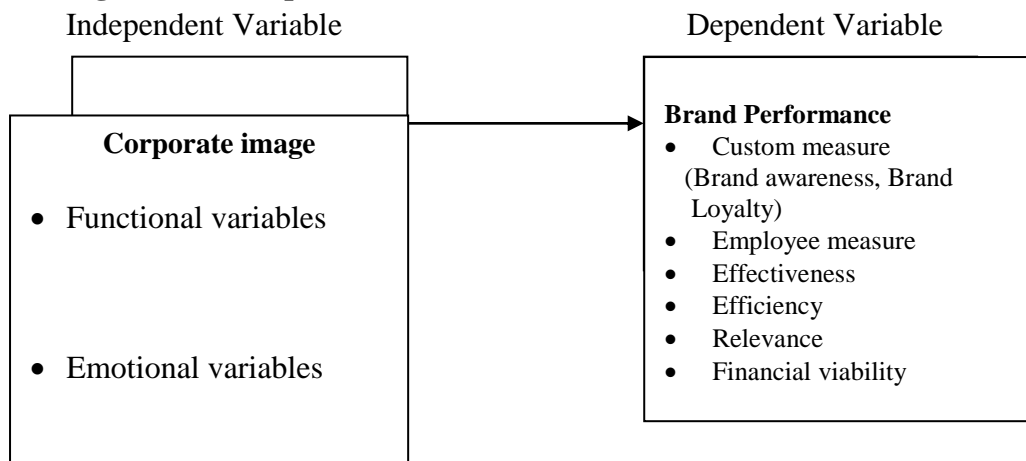 Independent Variable
Dependent Variable
Corporate image
• Functional variables
• Emotional variables
Brand Performance
• Custom measure
(Brand awareness, Brand
Loyalty)
• Employee measure
• Effectiveness
• Efficiency
• Relevance
• Financial viability